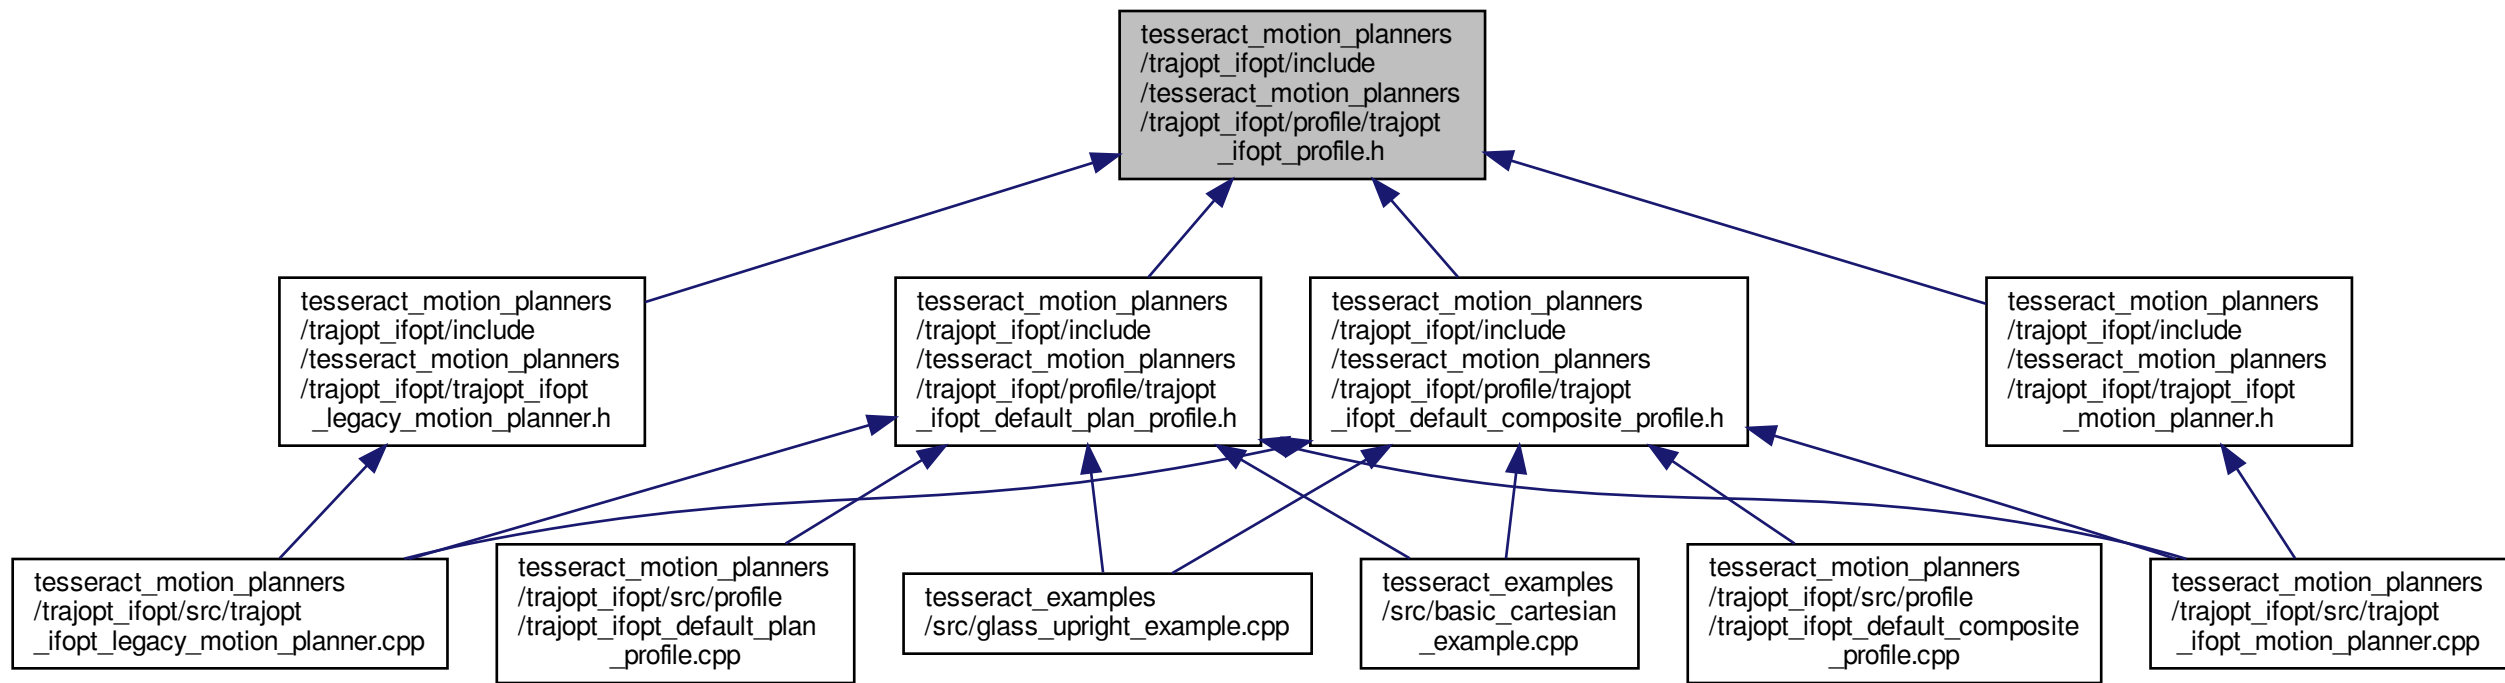 tesseract_motion_planners
/trajopt_ifopt/include
/tesseract_motion_planners
/trajopt_ifopt/profile/trajopt
_ifopt_profile.h
tesseract_motion_planners
/trajopt_ifopt/include
/tesseract_motion_planners
/trajopt_ifopt/trajopt_ifopt
_legacy_motion_planner.h
tesseract_motion_planners
/trajopt_ifopt/include
/tesseract_motion_planners
/trajopt_ifopt/profile/trajopt
_ifopt_default_plan_profile.h
tesseract_motion_planners
/trajopt_ifopt/include
/tesseract_motion_planners
/trajopt_ifopt/profile/trajopt
_ifopt_default_composite_profile.h
tesseract_motion_planners
/trajopt_ifopt/include
/tesseract_motion_planners
/trajopt_ifopt/trajopt_ifopt
_motion_planner.h
tesseract_motion_planners
/trajopt_ifopt/src/trajopt
_ifopt_legacy_motion_planner.cpp
tesseract_motion_planners
/trajopt_ifopt/src/profile
/trajopt_ifopt_default_plan
_profile.cpp
tesseract_examples
/src/glass_upright_example.cpp
tesseract_examples
/src/basic_cartesian
_example.cpp
tesseract_motion_planners
/trajopt_ifopt/src/profile
/trajopt_ifopt_default_composite
_profile.cpp
tesseract_motion_planners
/trajopt_ifopt/src/trajopt
_ifopt_motion_planner.cpp